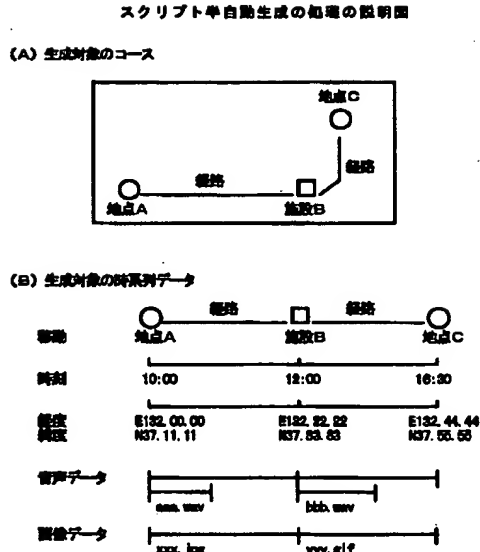 スクリプト半自動生成の処理の説明図
(A) 生成対象のコース
地点C
経路
経路
地点A
施設B
(B) 生成対象の時系列データ
経路
経路
移動
地点A
施設B
地点C
時刻
10:00
12:00
16:30
経度
E132.00.00
E132.22.22
E132.44.44
緯度
N37.11.11
N37.33.33
N37.55.55
音声データ
aaa.wav
bbb.wav
画像データ